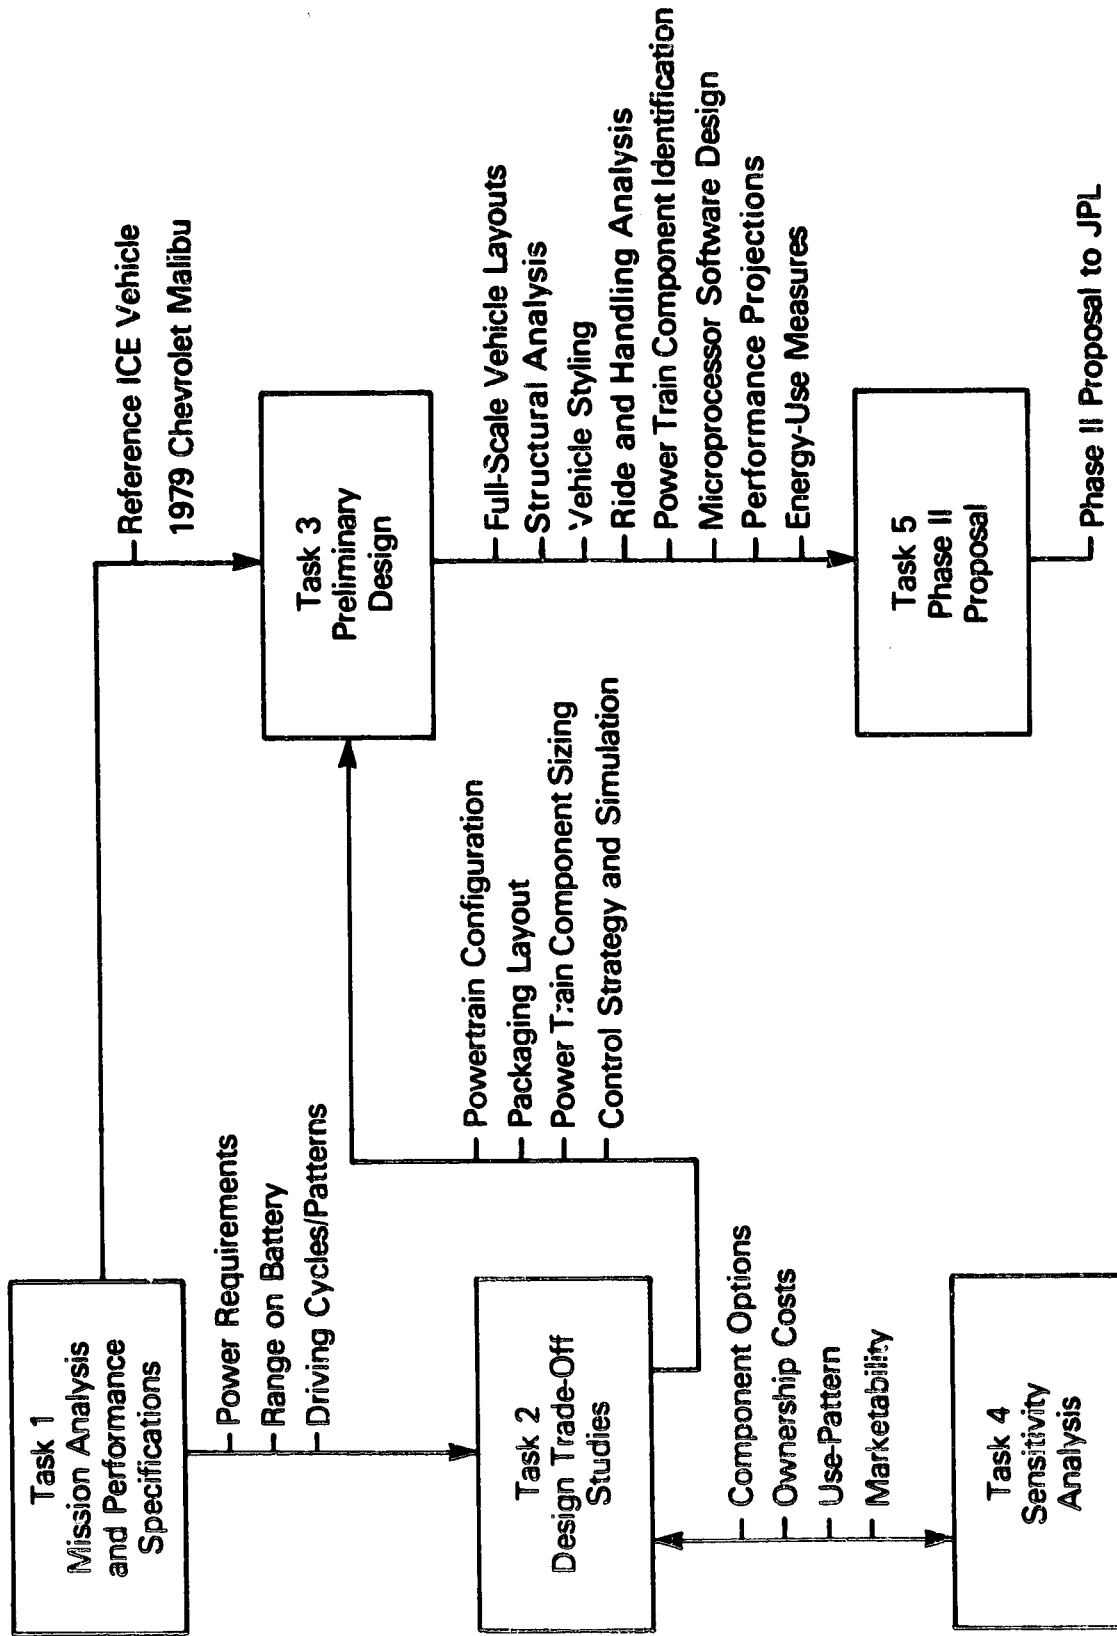 Task 1
Mission Analysis
and Performance
Specifications
Power Requirements
Range on Battery
Driving Cycles/Patterns
Task 2
Design Trade-Off
Studies
Component Options
Ownership Costs
Use-Pattern
Marketability
Task 4
Sensitivity
Analysis
Powertrain Configuration
Packaging Layout
Power Train Component Sizing
Control Strategy and Simulation
Reference ICE Vehicle
1979 Chevrolet Malibu
Task 3
Preliminary
Design
Full-Scale Vehicle Layouts
Structural Analysis
Vehicle Styling
Ride and Handling Analysis
Power Train Component Identification
Microprocessor Software Design
Performance Projections
Energy-Use Measures
Task 5
Phase II
Proposal
Phase II Proposal to JPL